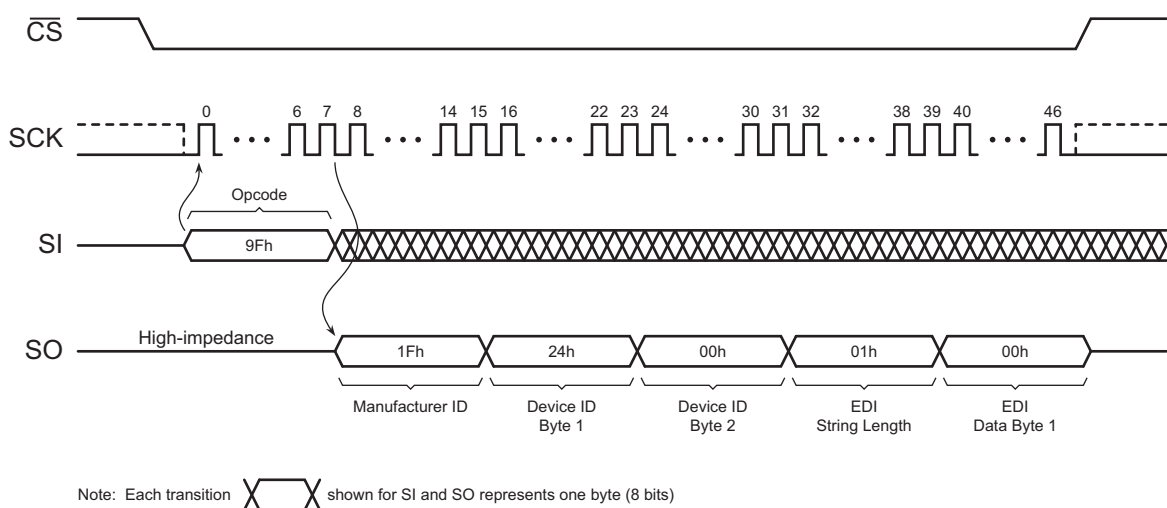 CS
SCK
0 6 7 8 14 15 16 22 23 24 30 31 32 38 39 40 46
Opcode
SI
9Fh
High-impedance
SO
1Fh 24h 00h 01h 00h
Manufacturer ID Device ID Device ID EDI EDI
Byte 1 Byte 2 String Length Data Byte 1
Note: Each transition shown for SI and SO represents one byte (8 bits)